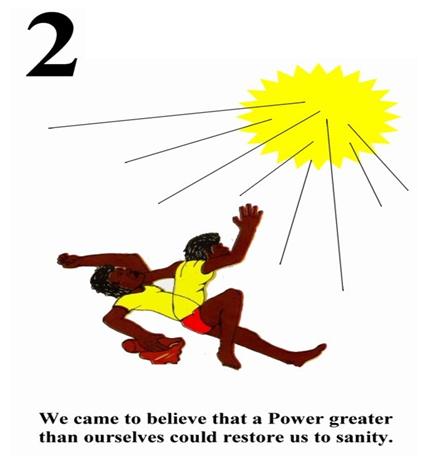 2
We came to believe that a Power greater
than ourselves could restore us to sanity.